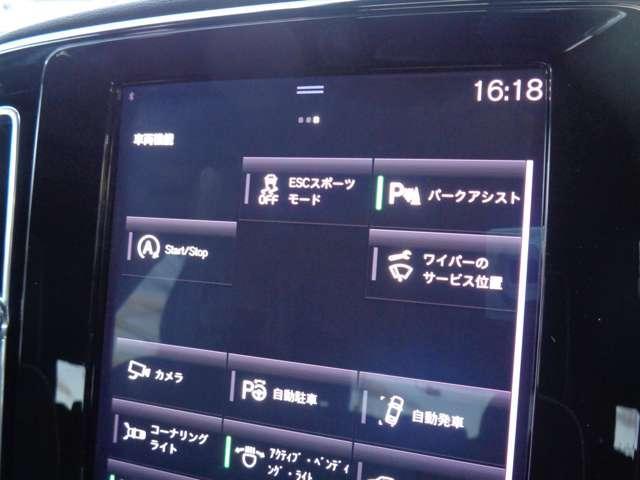 16:18
車両機能
ESCスポーツ
モード
OFF
P
パークアシスト
A
Start/Stop
ワイパーの
サービス位置
カメラ
P
自動駐車
自動発車
コーナリング
ライト
アクティブ・ベンディ
ング・ライト